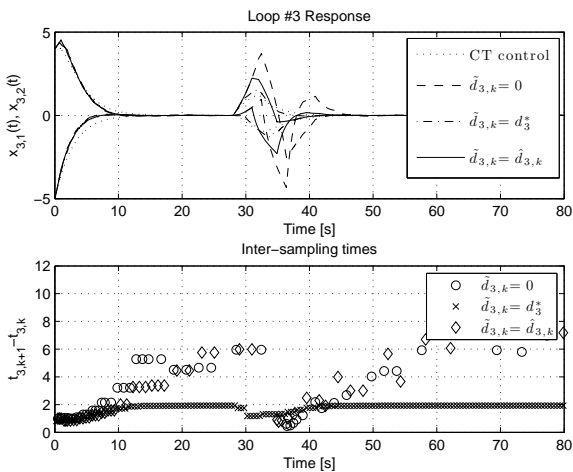 Loop #3 Response
5
0
−5
x₃,₁(t), x₃,₂(t)
0 10 20 30 40 50 60 70 80
Time [s]
CT control
d̃₃,ₖ= 0
d̃₃,ₖ= d₃*
d̃₃,ₖ= d̂₃,ₖ
Inter−sampling times
12
10
8
6
4
2
0
t₃,ₖ₊₁−t₃,ₖ
0 10 20 30 40 50 60 70 80
Time [s]
d̃₃,ₖ= 0
d̃₃,ₖ= d₃*
d̃₃,ₖ= d̂₃,ₖ